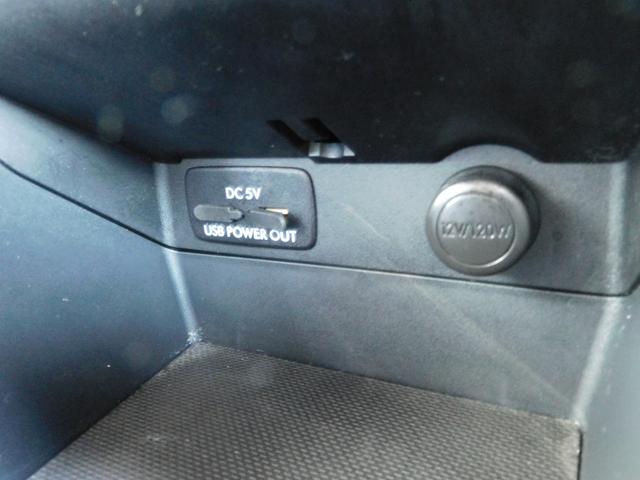 DC 5V
USB POWER OUT
12V/120W